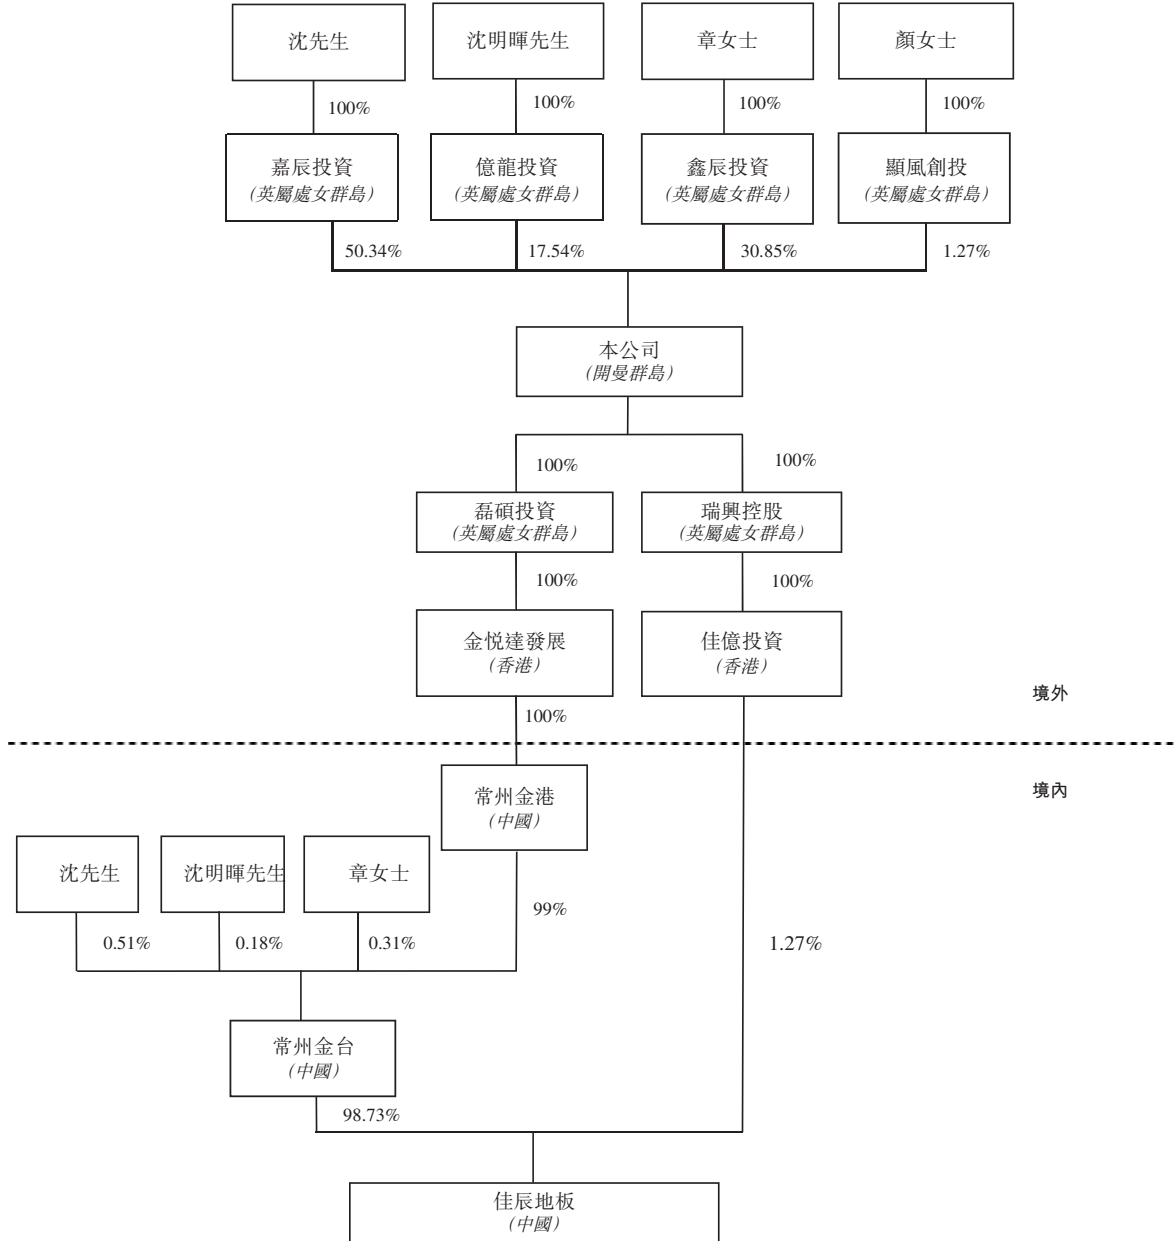 沈先生
沈明暉先生
章女士
顏女士
100%
100%
100%
100%
嘉辰投資
(英屬處女群島)
億龍投資
(英屬處女群島)
鑫辰投資
(英屬處女群島)
顯風創投
(英屬處女群島)
50.34%
17.54%
30.85%
1.27%
本公司
(開曼群島)
100%
100%
磊碩投資
(英屬處女群島)
瑞興控股
(英屬處女群島)
100%
100%
金悦達發展
(香港)
佳億投資
(香港)
境外
100%
境內
常州金港
(中國)
沈先生
沈明暉先生
章女士
99%
0.51%
0.18%
0.31%
1.27%
常州金台
(中國)
98.73%
佳辰地板
(中國)